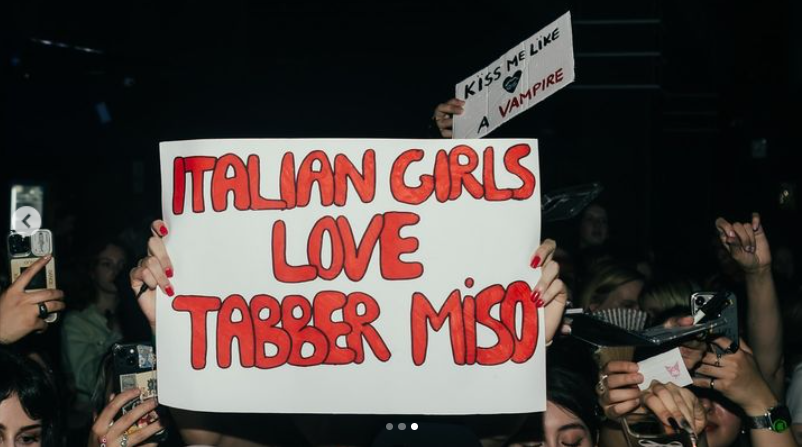 KISS ME LIKE
A VAMPIRE
ITALIAN GIRLS
LOVE
TABBER MISO